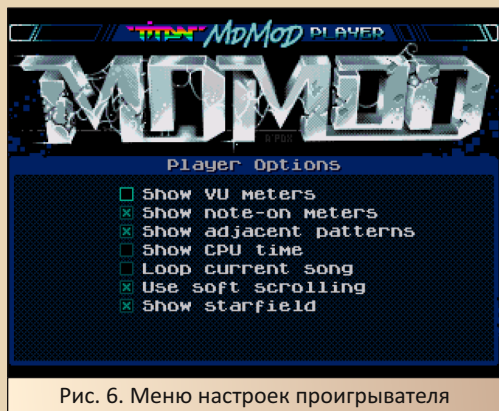 TiTAN MDMOD PLAYER
MDMOD
A'PDX
Player Options
Show VU meters
Show note-on meters
Show adjacent patterns
Show CPU time
Loop current song
Use soft scrolling
Show starfield
Рис. 6. Меню настроек проигрывателя